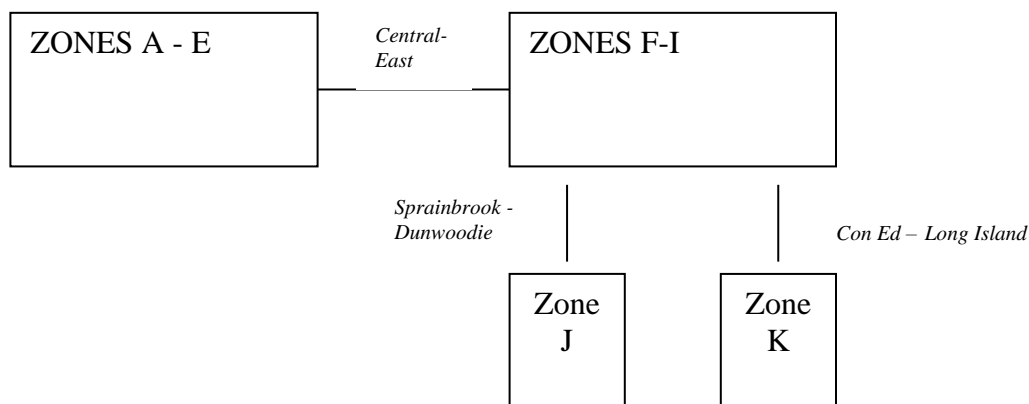 ZONES A - E
Central-
East
ZONES F-I
Sprainbrook -
Dunwoodie
Con Ed – Long Island
Zone
J
Zone
K